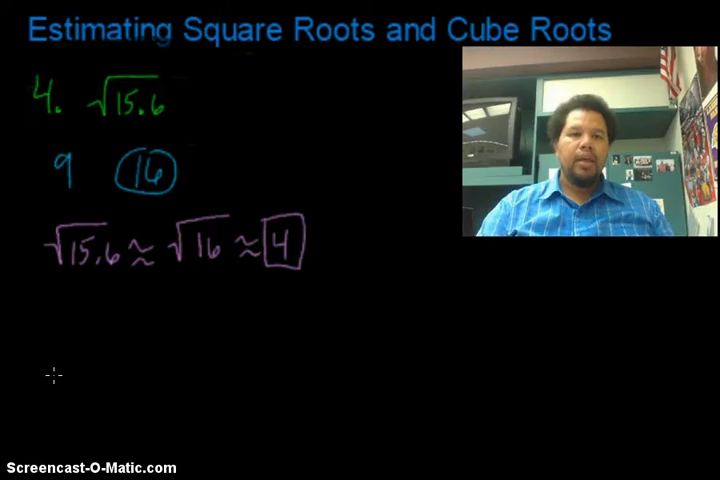 Estimating Square Roots and Cube Roots
4. √15.6
9 16
√15.6 ≈ √16 ≈ 4
Screencast-O-Matic.com